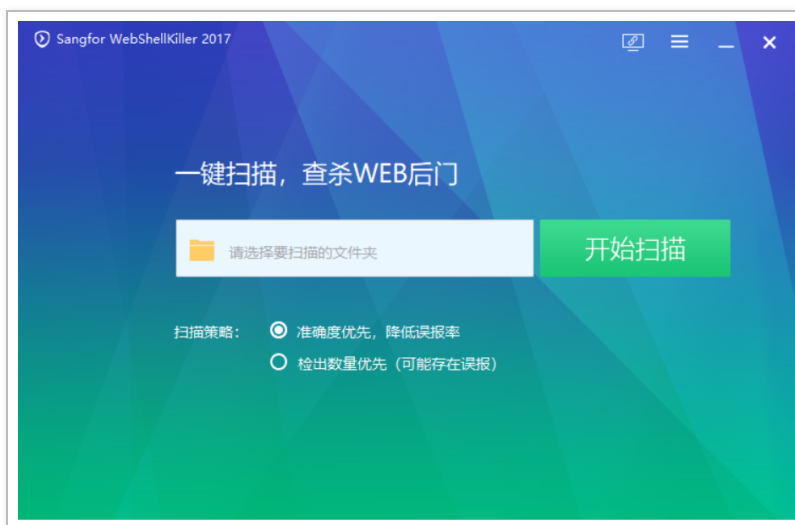 Sangfor WebShellKiller 2017
一键扫描，查杀WEB后门
请选择要扫描的文件夹
开始扫描
扫描策略：
准确度优先，降低误报率
检出数量优先（可能存在误报）